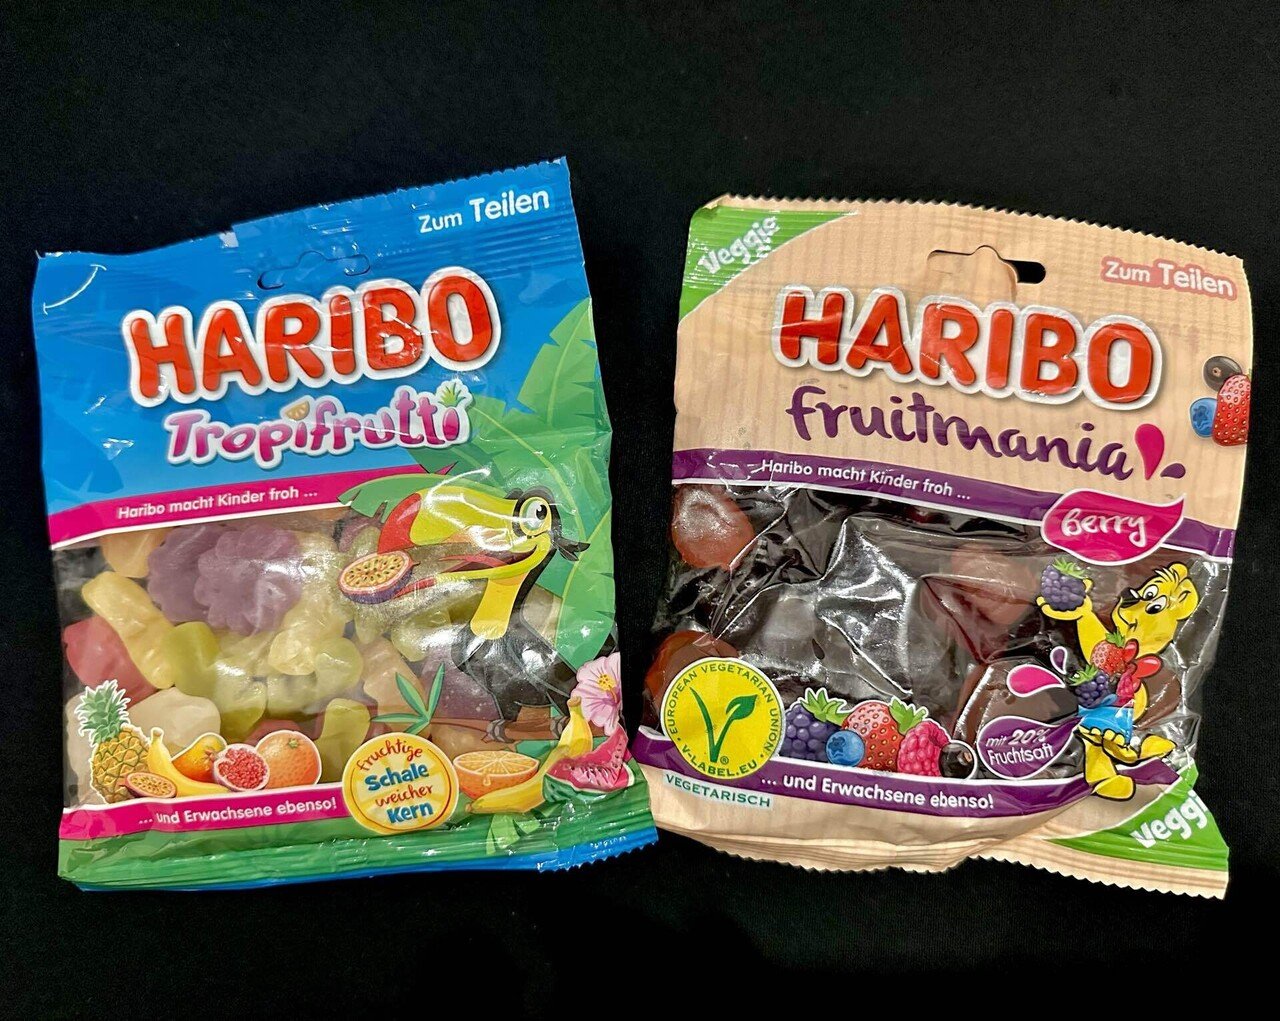 Zum Teilen
HARIBO
Tropifrutti
Haribo macht Kinder froh ...
fruchtige
Schale
weicher
Kern
... und Erwachsene ebenso!
Veggie
Zum Teilen
HARIBO
fruitmania
Haribo macht Kinder froh ...
Berry
mit 20%
Fruchtsaft
EUROPEAN VEGETARIAN UNION
V-LABEL.EU
VEGETARISCH
... und Erwachsene ebenso!
Veggi